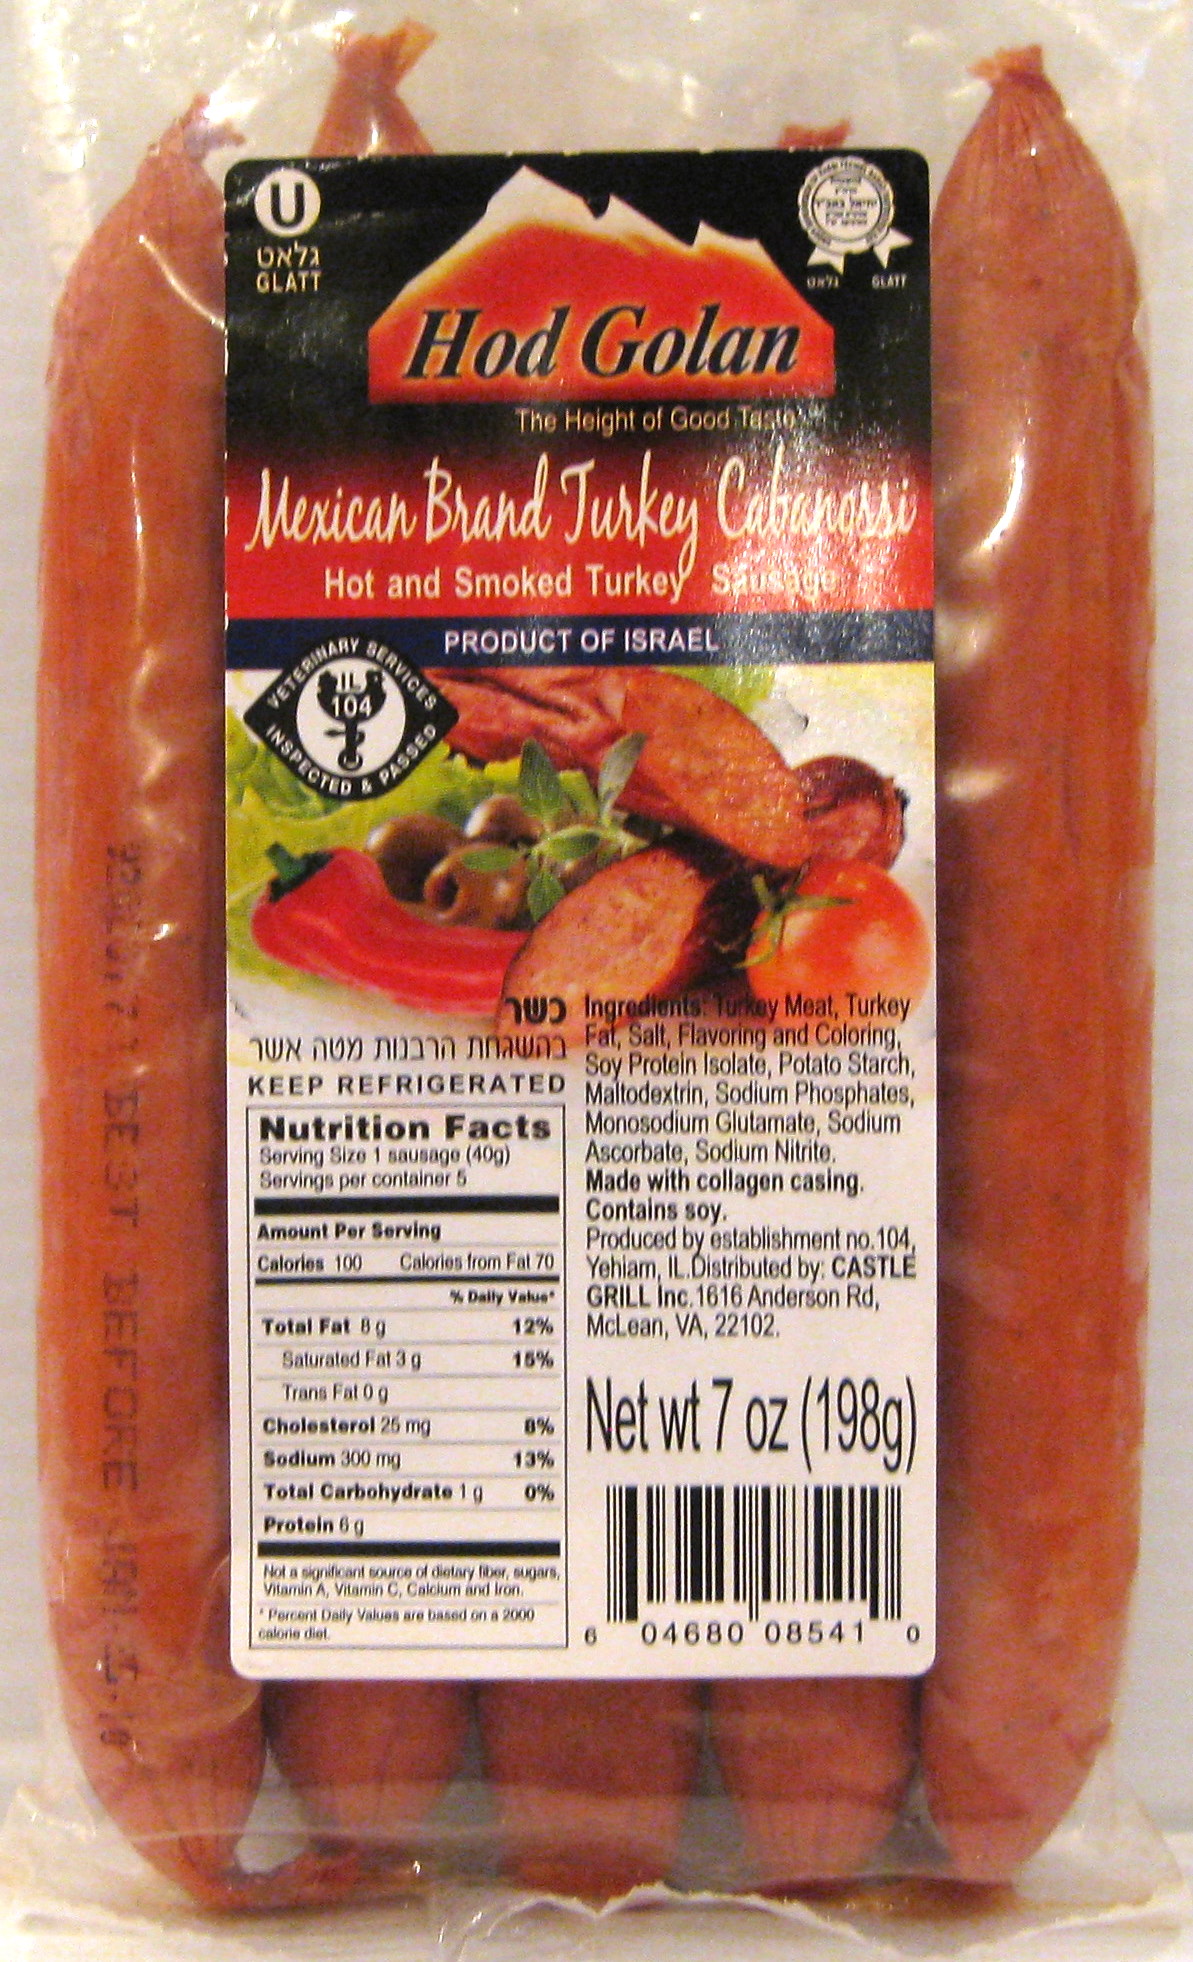 U
גלאט
GLATT
גלאט GLATT
Hod Golan
The Height of Good Taste
Mexican Brand Turkey Cabanossi
Hot and Smoked Turkey Sausage
PRODUCT OF ISRAEL
VETERINARY SERVICES
IL
104
INSPECTED & PASSED
כשר
בהשגחת הרבנות מטה אשר
KEEP REFRIGERATED
Nutrition Facts
Serving Size 1 sausage (40g)
Servings per container 5
Amount Per Serving
Calories 100 Calories from Fat 70
% Daily Value*
Total Fat 8 g 12%
Saturated Fat 3 g 15%
Trans Fat 0 g
Cholesterol 25 mg 8%
Sodium 300 mg 13%
Total Carbohydrate 1 g 0%
Protein 6 g
Not a significant source of dietary fiber, sugars,
Vitamin A, Vitamin C, Calcium and Iron.
* Percent Daily Values are based on a 2000
calorie diet.
Ingredients: Turkey Meat, Turkey
Fat, Salt, Flavoring and Coloring,
Soy Protein Isolate, Potato Starch,
Maltodextrin, Sodium Phosphates,
Monosodium Glutamate, Sodium
Ascorbate, Sodium Nitrite.
Made with collagen casing.
Contains soy.
Produced by establishment no.104,
Yehiam, IL.Distributed by: CASTLE
GRILL Inc.1616 Anderson Rd,
McLean, VA, 22102.
Net wt 7 oz (198g)
6 04680 08541 0
BEST BEFORE